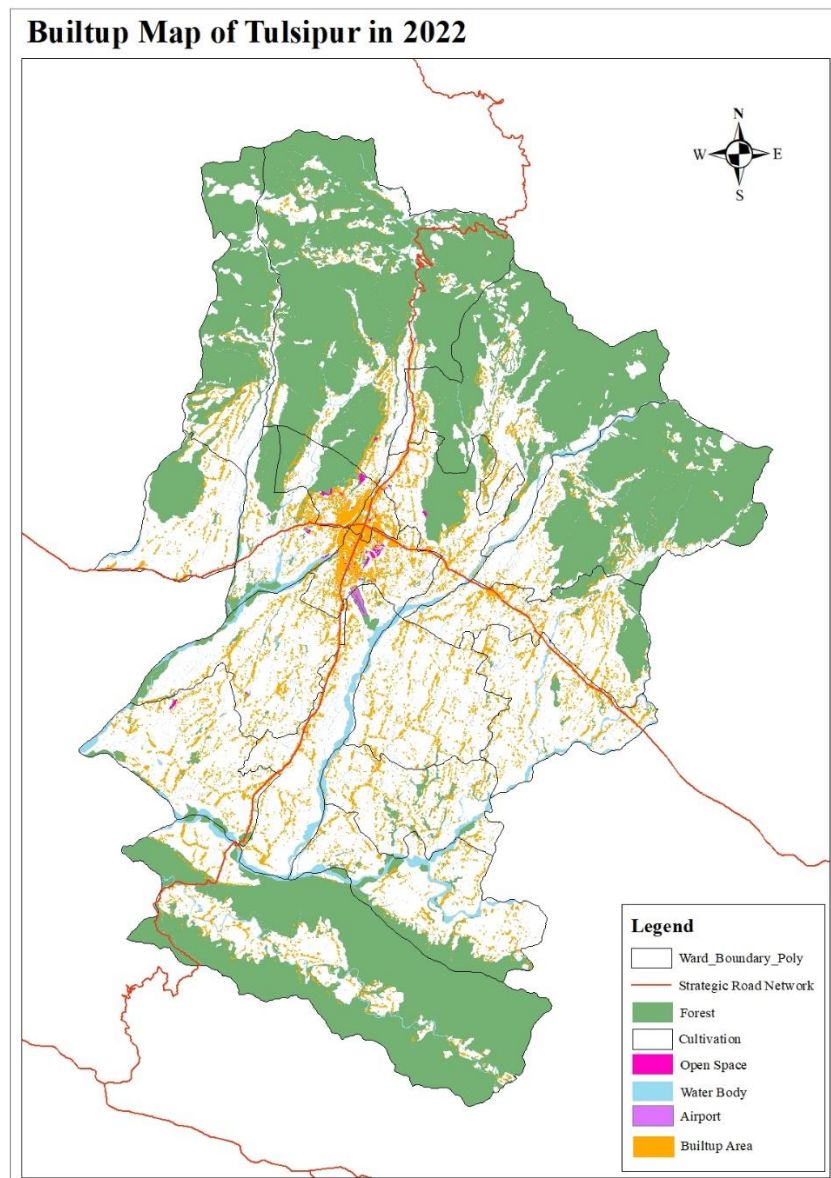 Builtup Map of Tulsipur in 2022
N
W
E
S
Legend
Ward_Boundary_Poly
Strategic Road Network
Forest
Cultivation
Open Space
Water Body
Airport
Builtup Area